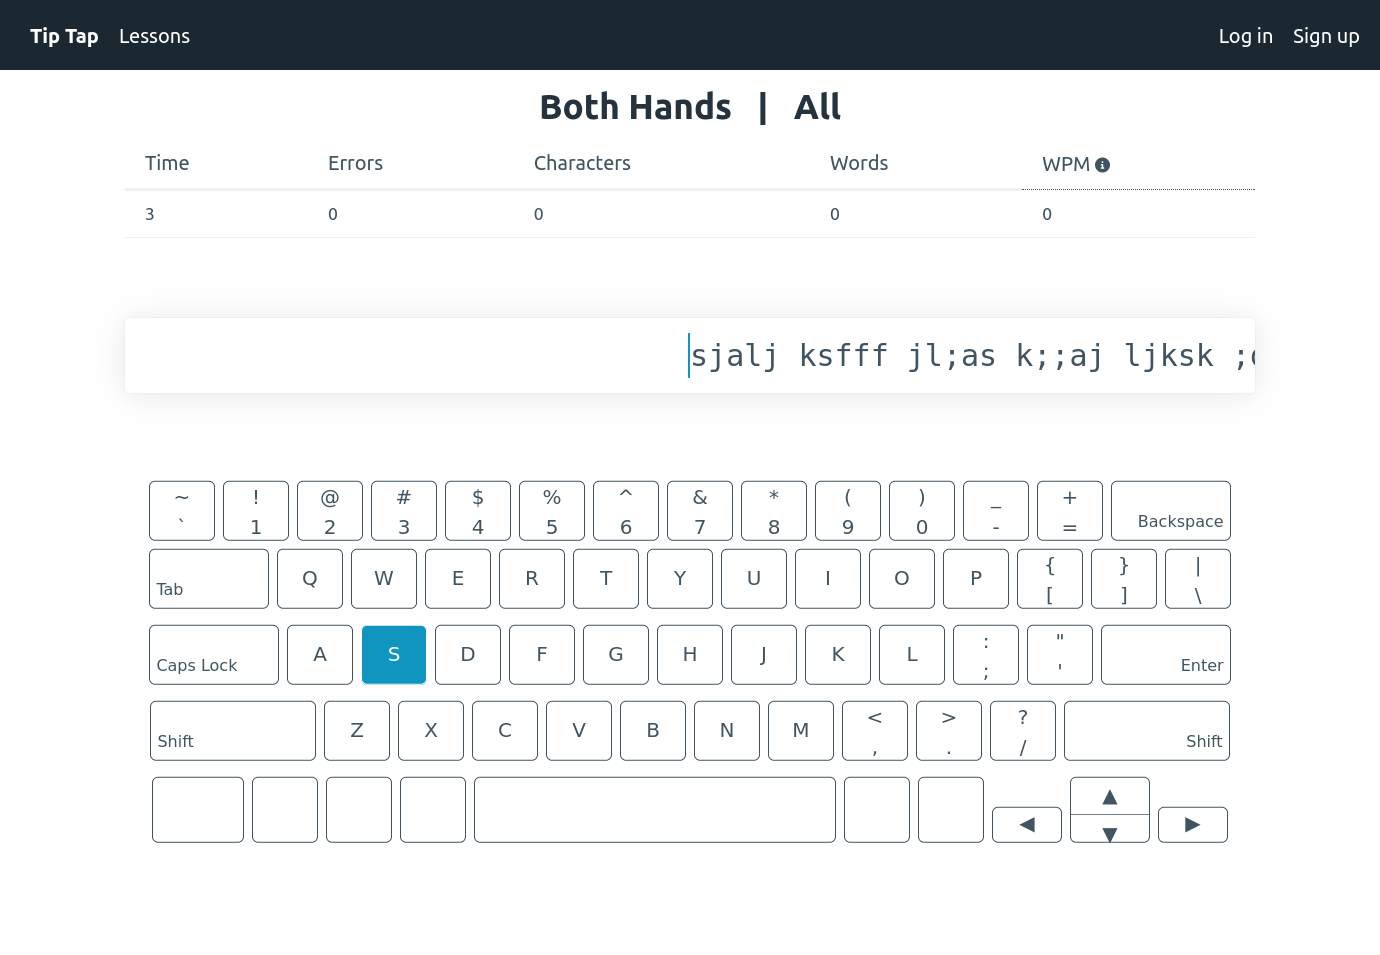 Tip Tap Lessons Log in Sign up
Both Hands | All
Time Errors Characters Words WPM
3 0 0 0 0
sjalj ksfff jl;as k;;aj ljksk ;
~ ! @ # $ % ^ & * ( ) _ +
` 1 2 3 4 5 6 7 8 9 0 - = Backspace
Tab Q W E R T Y U I O P { } |
[ ] \
Caps Lock A S D F G H J K L : " Enter
; '
Shift Z X C V B N M < > ? Shift
, . /
◀ ▲ ▶
▼